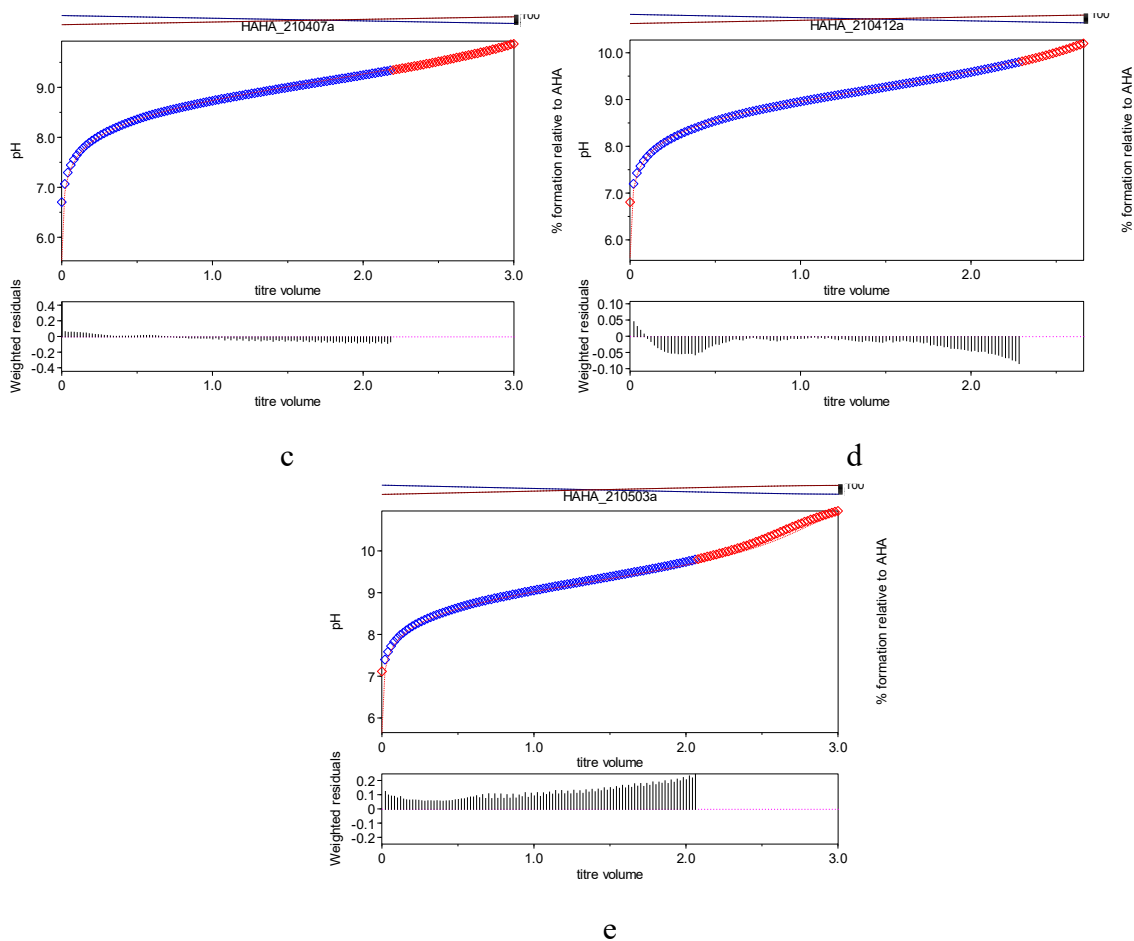 100
HAHA_210407a
9.0
8.0
7.0
6.0
pH
% formation relative to AHA
0
1.0
2.0
3.0
titre volume
0.4
0.2
0
-0.2
-0.4
Weighted residuals
0
1.0
2.0
3.0
titre volume
c
100
HAHA_210412a
10.0
9.0
8.0
7.0
6.0
pH
% formation relative to AHA
0
1.0
2.0
titre volume
0.10
0.05
0
-0.05
-0.10
Weighted residuals
0
1.0
2.0
titre volume
d
100
HAHA_210503a
10
9
8
7
6
pH
% formation relative to AHA
0
1.0
2.0
3.0
titre volume
0.2
0.1
0
-0.1
-0.2
Weighted residuals
0
1.0
2.0
3.0
titre volume
e